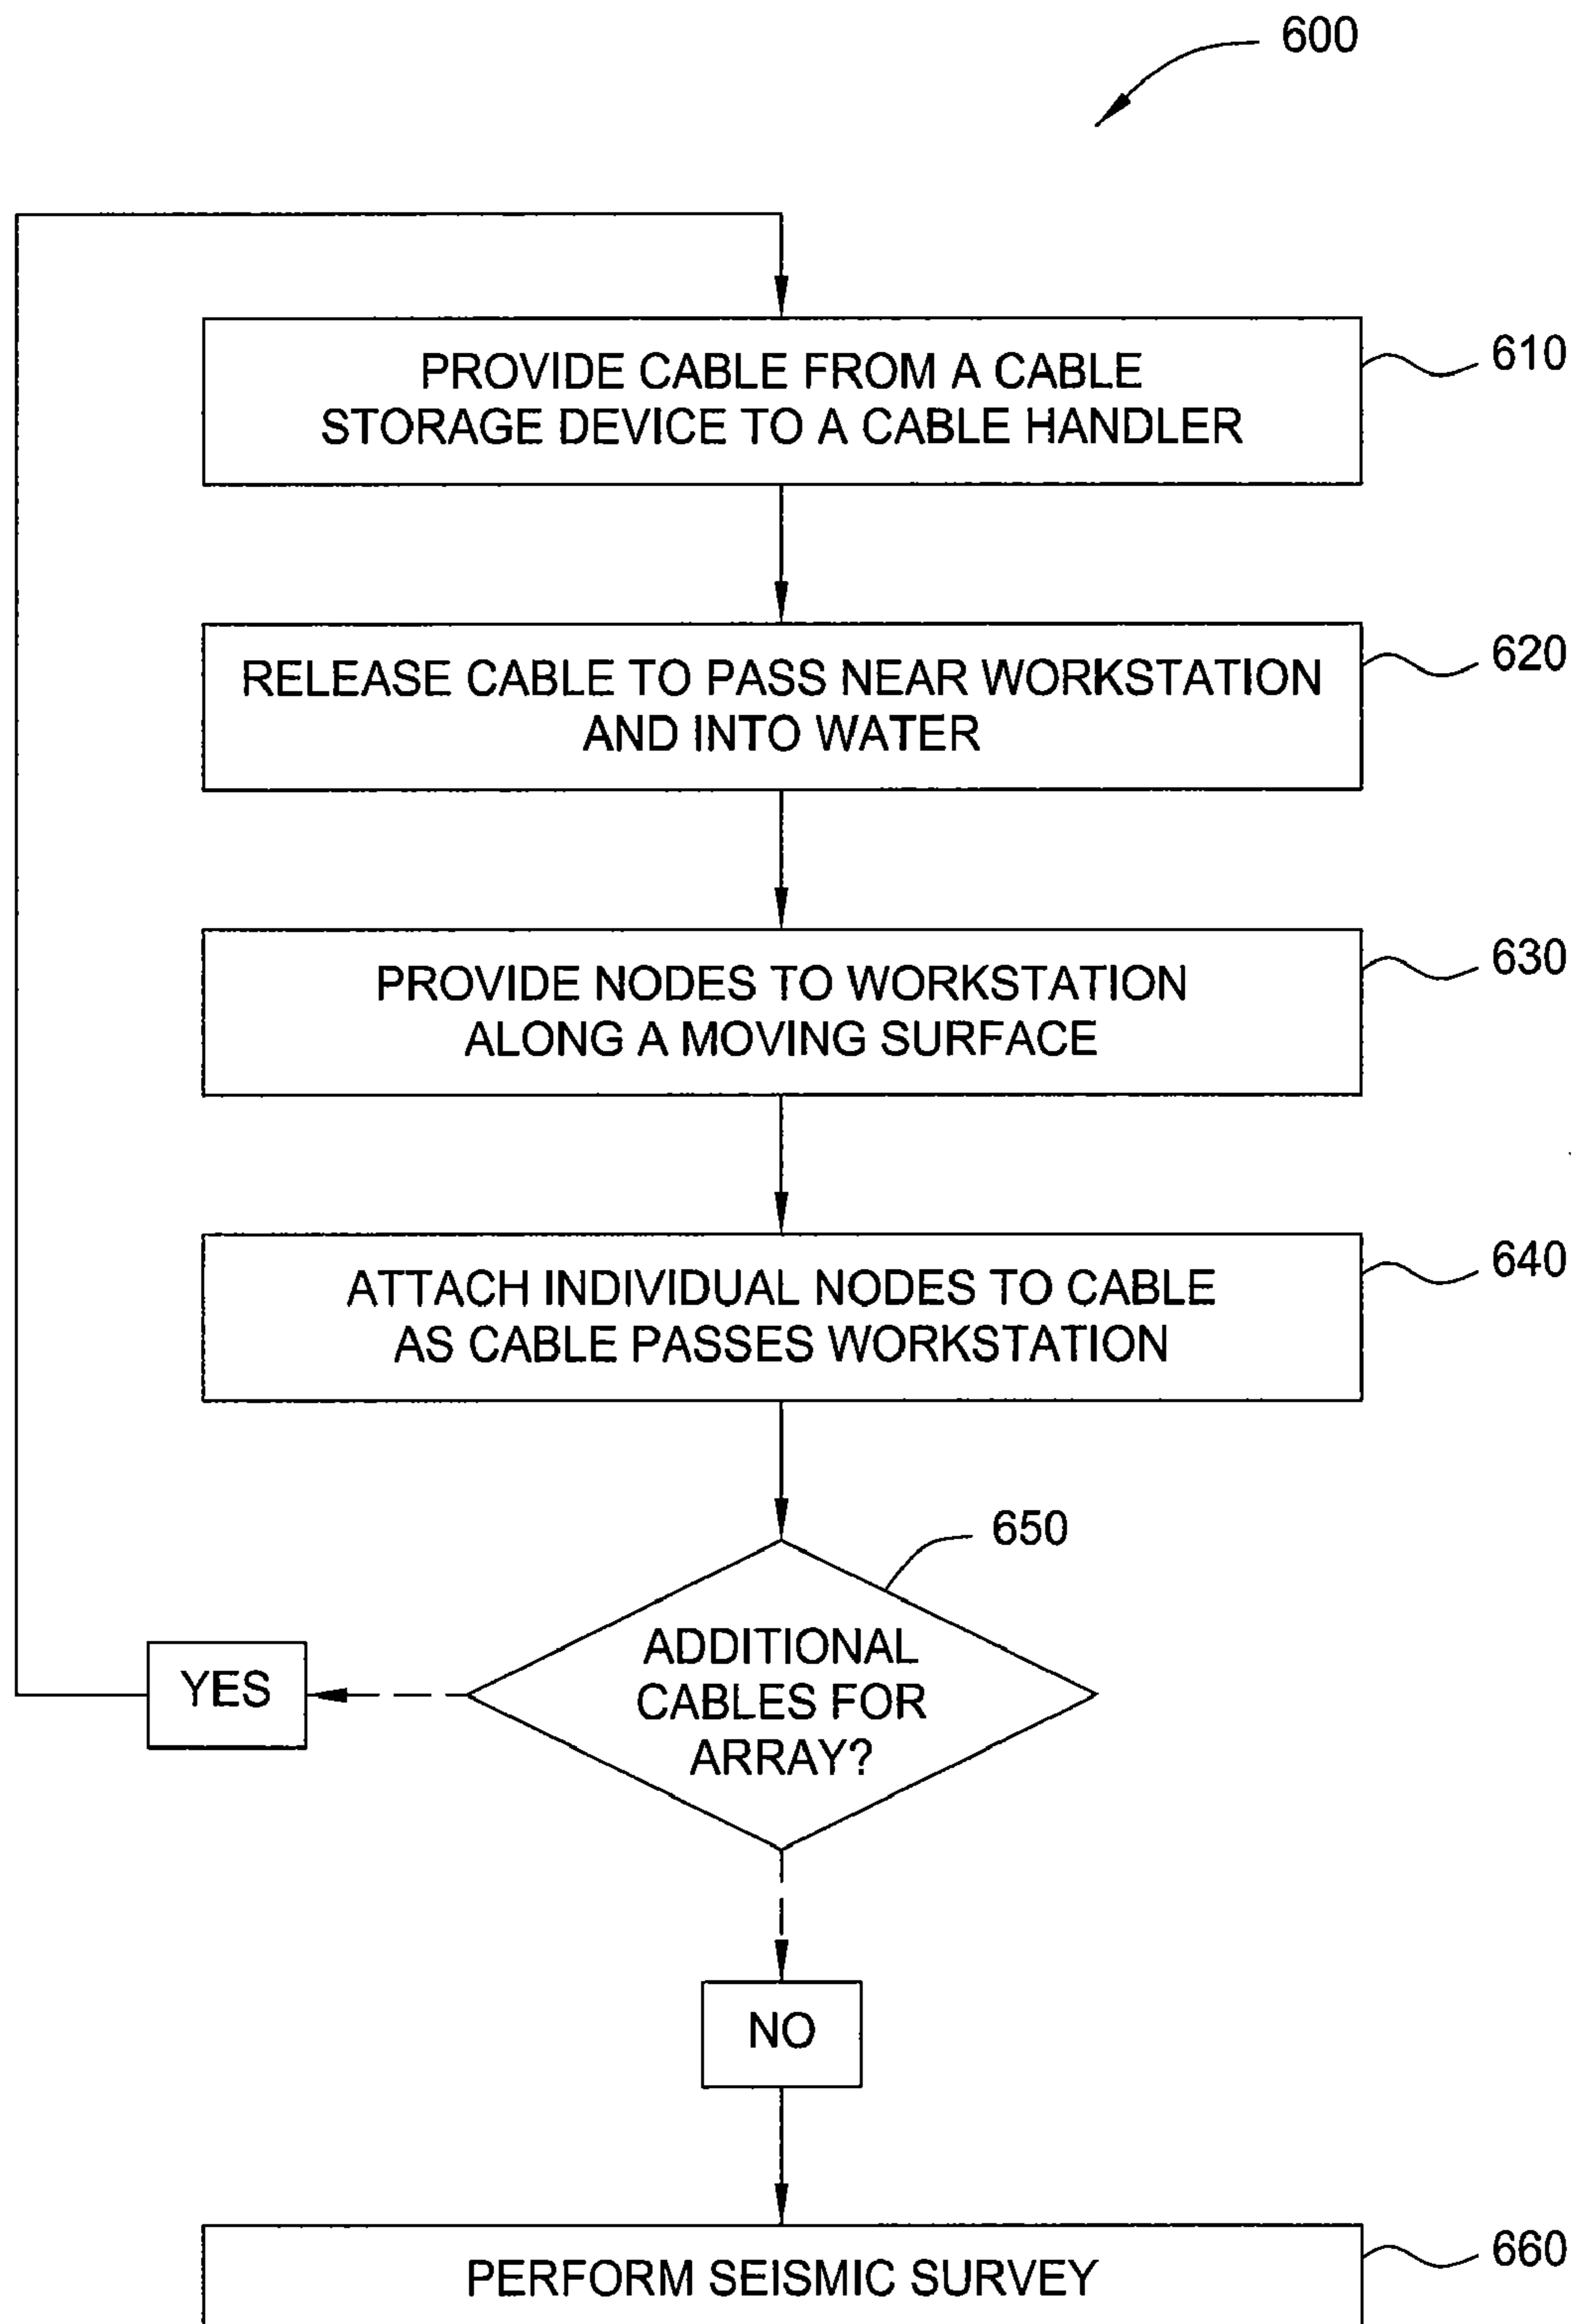 600
PROVIDE CABLE FROM A CABLE
STORAGE DEVICE TO A CABLE HANDLER
610
RELEASE CABLE TO PASS NEAR WORKSTATION
AND INTO WATER
620
PROVIDE NODES TO WORKSTATION
ALONG A MOVING SURFACE
630
ATTACH INDIVIDUAL NODES TO CABLE
AS CABLE PASSES WORKSTATION
640
650
ADDITIONAL
CABLES FOR
ARRAY?
YES
NO
PERFORM SEISMIC SURVEY
660